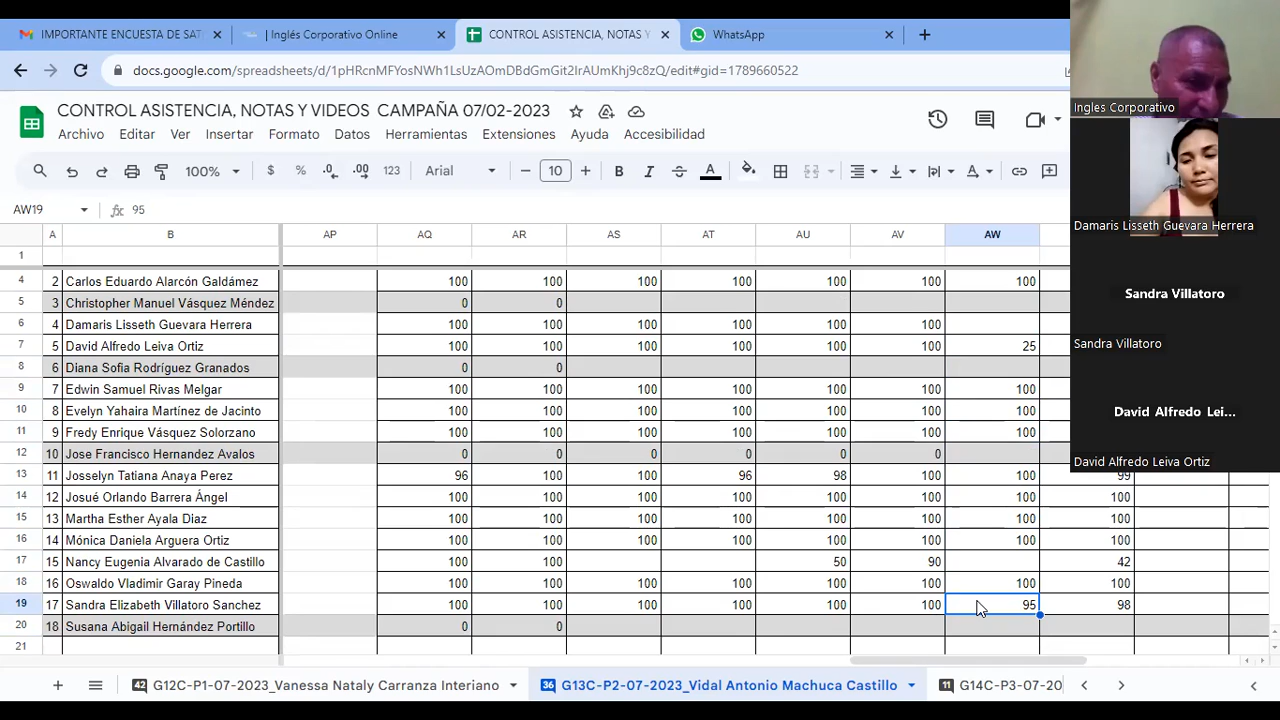 IMPORTANTE ENCUESTA DE SAT
| Inglés Corporativo Online
CONTROL ASISTENCIA, NOTAS Y
WhatsApp
CONTROL ASISTENCIA, NOTAS Y VIDEOS CAMPAÑA 07/02-2023
Archivo Editar Ver Insertar Formato Datos Herramientas Extensiones Ayuda Accesibilidad
100% $ % .0 .00 123 Arial 10 B I A
AW19 fx 95
A B AP AQ AR AS AT AU AV AW
1
4 2 Carlos Eduardo Alarcón Galdámez 100 100 100 100 100 100 100
5 3 Christopher Manuel Vásquez Méndez 0 0
6 4 Damaris Lisseth Guevara Herrera 100 100 100 100 100 100
7 5 David Alfredo Leiva Ortiz 100 100 100 100 100 100 25
8 6 Diana Sofia Rodríguez Granados 0 0
9 7 Edwin Samuel Rivas Melgar 100 100 100 100 100 100 100
10 8 Evelyn Yahaira Martínez de Jacinto 100 100 100 100 100 100 100
11 9 Fredy Enrique Vásquez Solorzano 100 100 100 100 100 100 100
12 10 Jose Francisco Hernandez Avalos 0 0 0 0 0 0
13 11 Josselyn Tatiana Anaya Perez 96 100 100 96 98 100 100 99
14 12 Josué Orlando Barrera Ángel 100 100 100 100 100 100 100 100
15 13 Martha Esther Ayala Diaz 100 100 100 100 100 100 100 100
16 14 Mónica Daniela Arguera Ortiz 100 100 100 100 100 100 100 100
17 15 Nancy Eugenia Alvarado de Castillo 100 100 50 90 42
18 16 Oswaldo Vladimir Garay Pineda 100 100 100 100 100 100 100 100
19 17 Sandra Elizabeth Villatoro Sanchez 100 100 100 100 100 100 95 98
20 18 Susana Abigail Hernández Portillo 0 0
21
42 G12C-P1-07-2023_Vanessa Nataly Carranza Interiano
36 G13C-P2-07-2023_Vidal Antonio Machuca Castillo
11 G14C-P3-07-20
Ingles Corporativo
Damaris Lisseth Guevara Herrera
Sandra Villatoro
Sandra Villatoro
David Alfredo Lei...
David Alfredo Leiva Ortiz